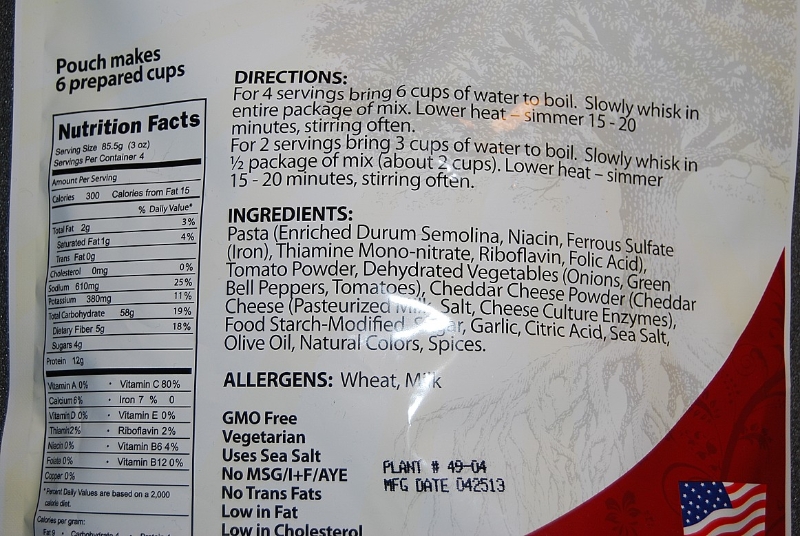 Pouch makes
6 prepared cups
Nutrition Facts
Serving Size 85.5g (3 oz)
Servings Per Container 4
Amount Per Serving
Calories 300 Calories from Fat 15
% Daily Value*
Total Fat 2g 3%
Saturated Fat 1g 4%
Trans Fat 0g
Cholesterol 0mg 0%
Sodium 610mg 25%
Potassium 380mg 11%
Total Carbohydrate 58g 19%
Dietary Fiber 5g 18%
Sugars 4g
Protein 12g
Vitamin A 0% • Vitamin C 80%
Calcium 6% • Iron 7 % 0
Vitamin D 0% • Vitamin E 0%
Thiamin 2% • Riboflavin 2%
Niacin 0% • Vitamin B6 4%
Folate 0% • Vitamin B12 0%
Copper 0%
*Percent Daily Values are based on a 2,000
calorie diet.
Calories per gram:
Fat 9 • Carbohydrate 4 • Protein
DIRECTIONS:
For 4 servings bring 6 cups of water to boil. Slowly whisk in
entire package of mix. Lower heat – simmer 15 - 20
minutes, stirring often.
For 2 servings bring 3 cups of water to boil. Slowly whisk in
½ package of mix (about 2 cups). Lower heat – simmer
15 - 20 minutes, stirring often.
INGREDIENTS:
Pasta (Enriched Durum Semolina, Niacin, Ferrous Sulfate
(Iron), Thiamine Mono-nitrate, Riboflavin, Folic Acid),
Tomato Powder, Dehydrated Vegetables (Onions, Green
Bell Peppers, Tomatoes), Cheddar Cheese Powder (Cheddar
Cheese (Pasteurized Milk, Salt, Cheese Culture Enzymes),
Food Starch-Modified, Sugar, Garlic, Citric Acid, Sea Salt,
Olive Oil, Natural Colors, Spices.
ALLERGENS: Wheat, Milk
GMO Free
Vegetarian
Uses Sea Salt
No MSG/I+F/AYE
No Trans Fats
Low in Fat
Low in Cholesterol
PLANT # 49-04
MFG DATE 042513